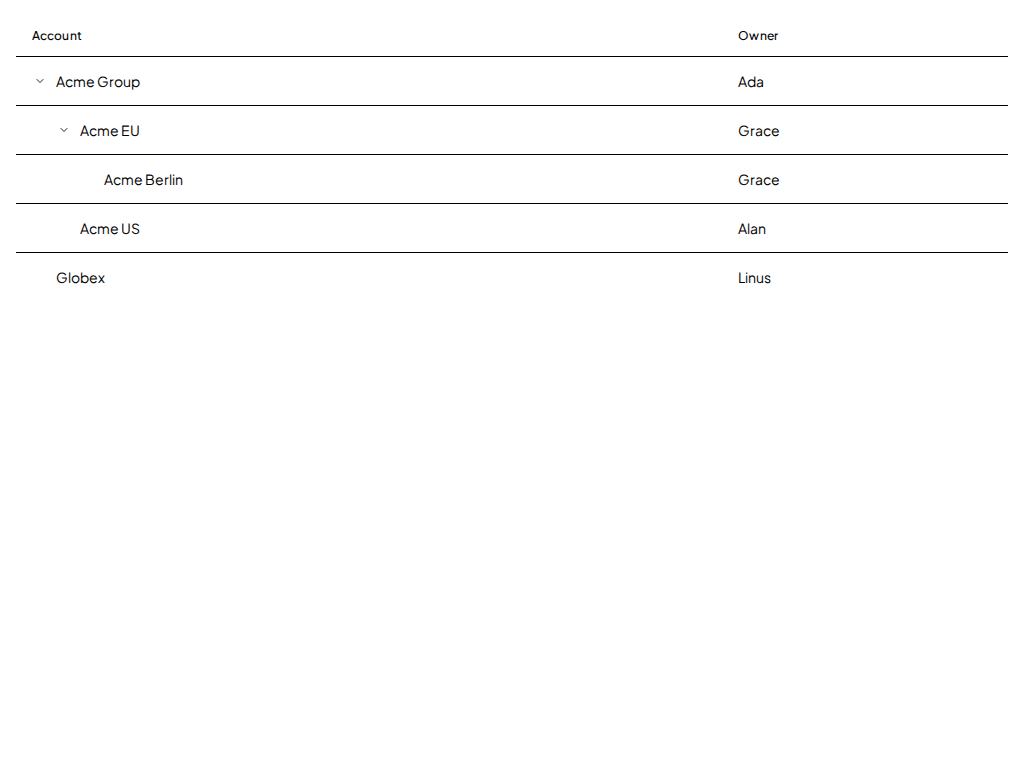 Account Owner
Acme Group Ada
Acme EU Grace
Acme Berlin Grace
Acme US Alan
Globex Linus